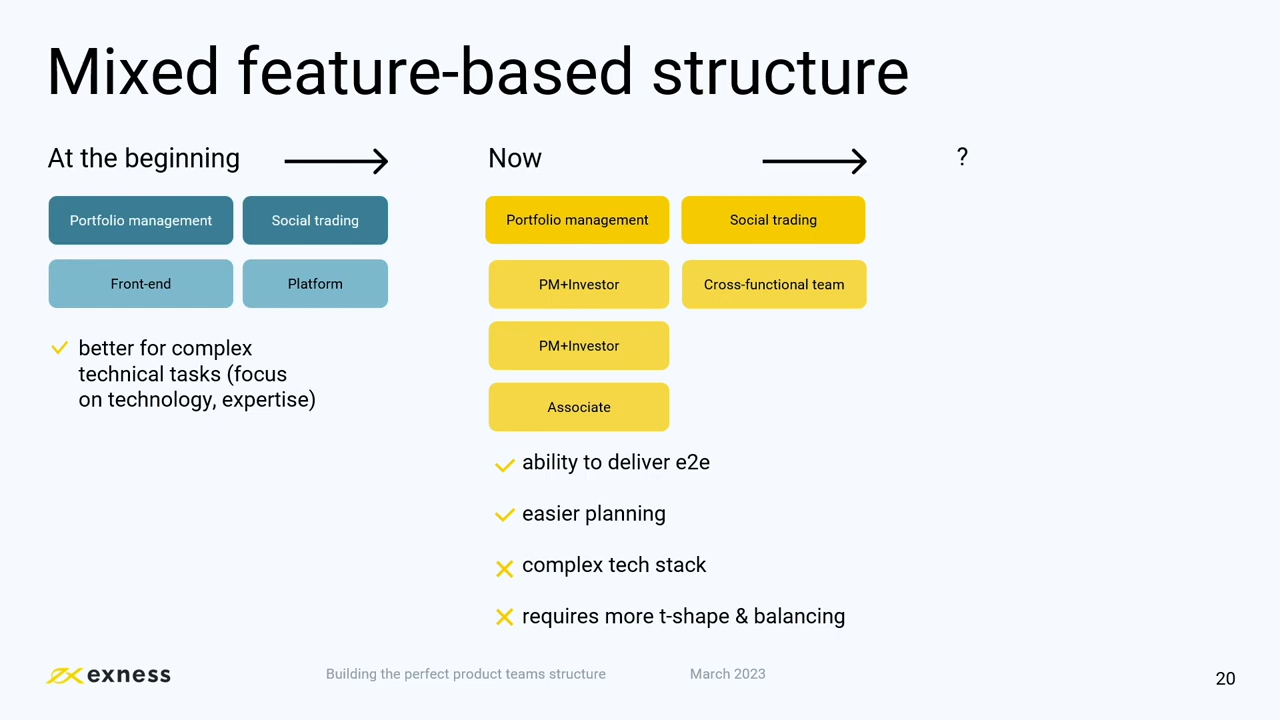 Mixed feature-based structure
At the beginning
Portfolio management
Social trading
Front-end
Platform
better for complex
technical tasks (focus
on technology, expertise)
Now
Portfolio management
Social trading
PM+Investor
Cross-functional team
PM+Investor
Associate
ability to deliver e2e
easier planning
complex tech stack
requires more t-shape & balancing
?
exness
Building the perfect product teams structure
March 2023
20